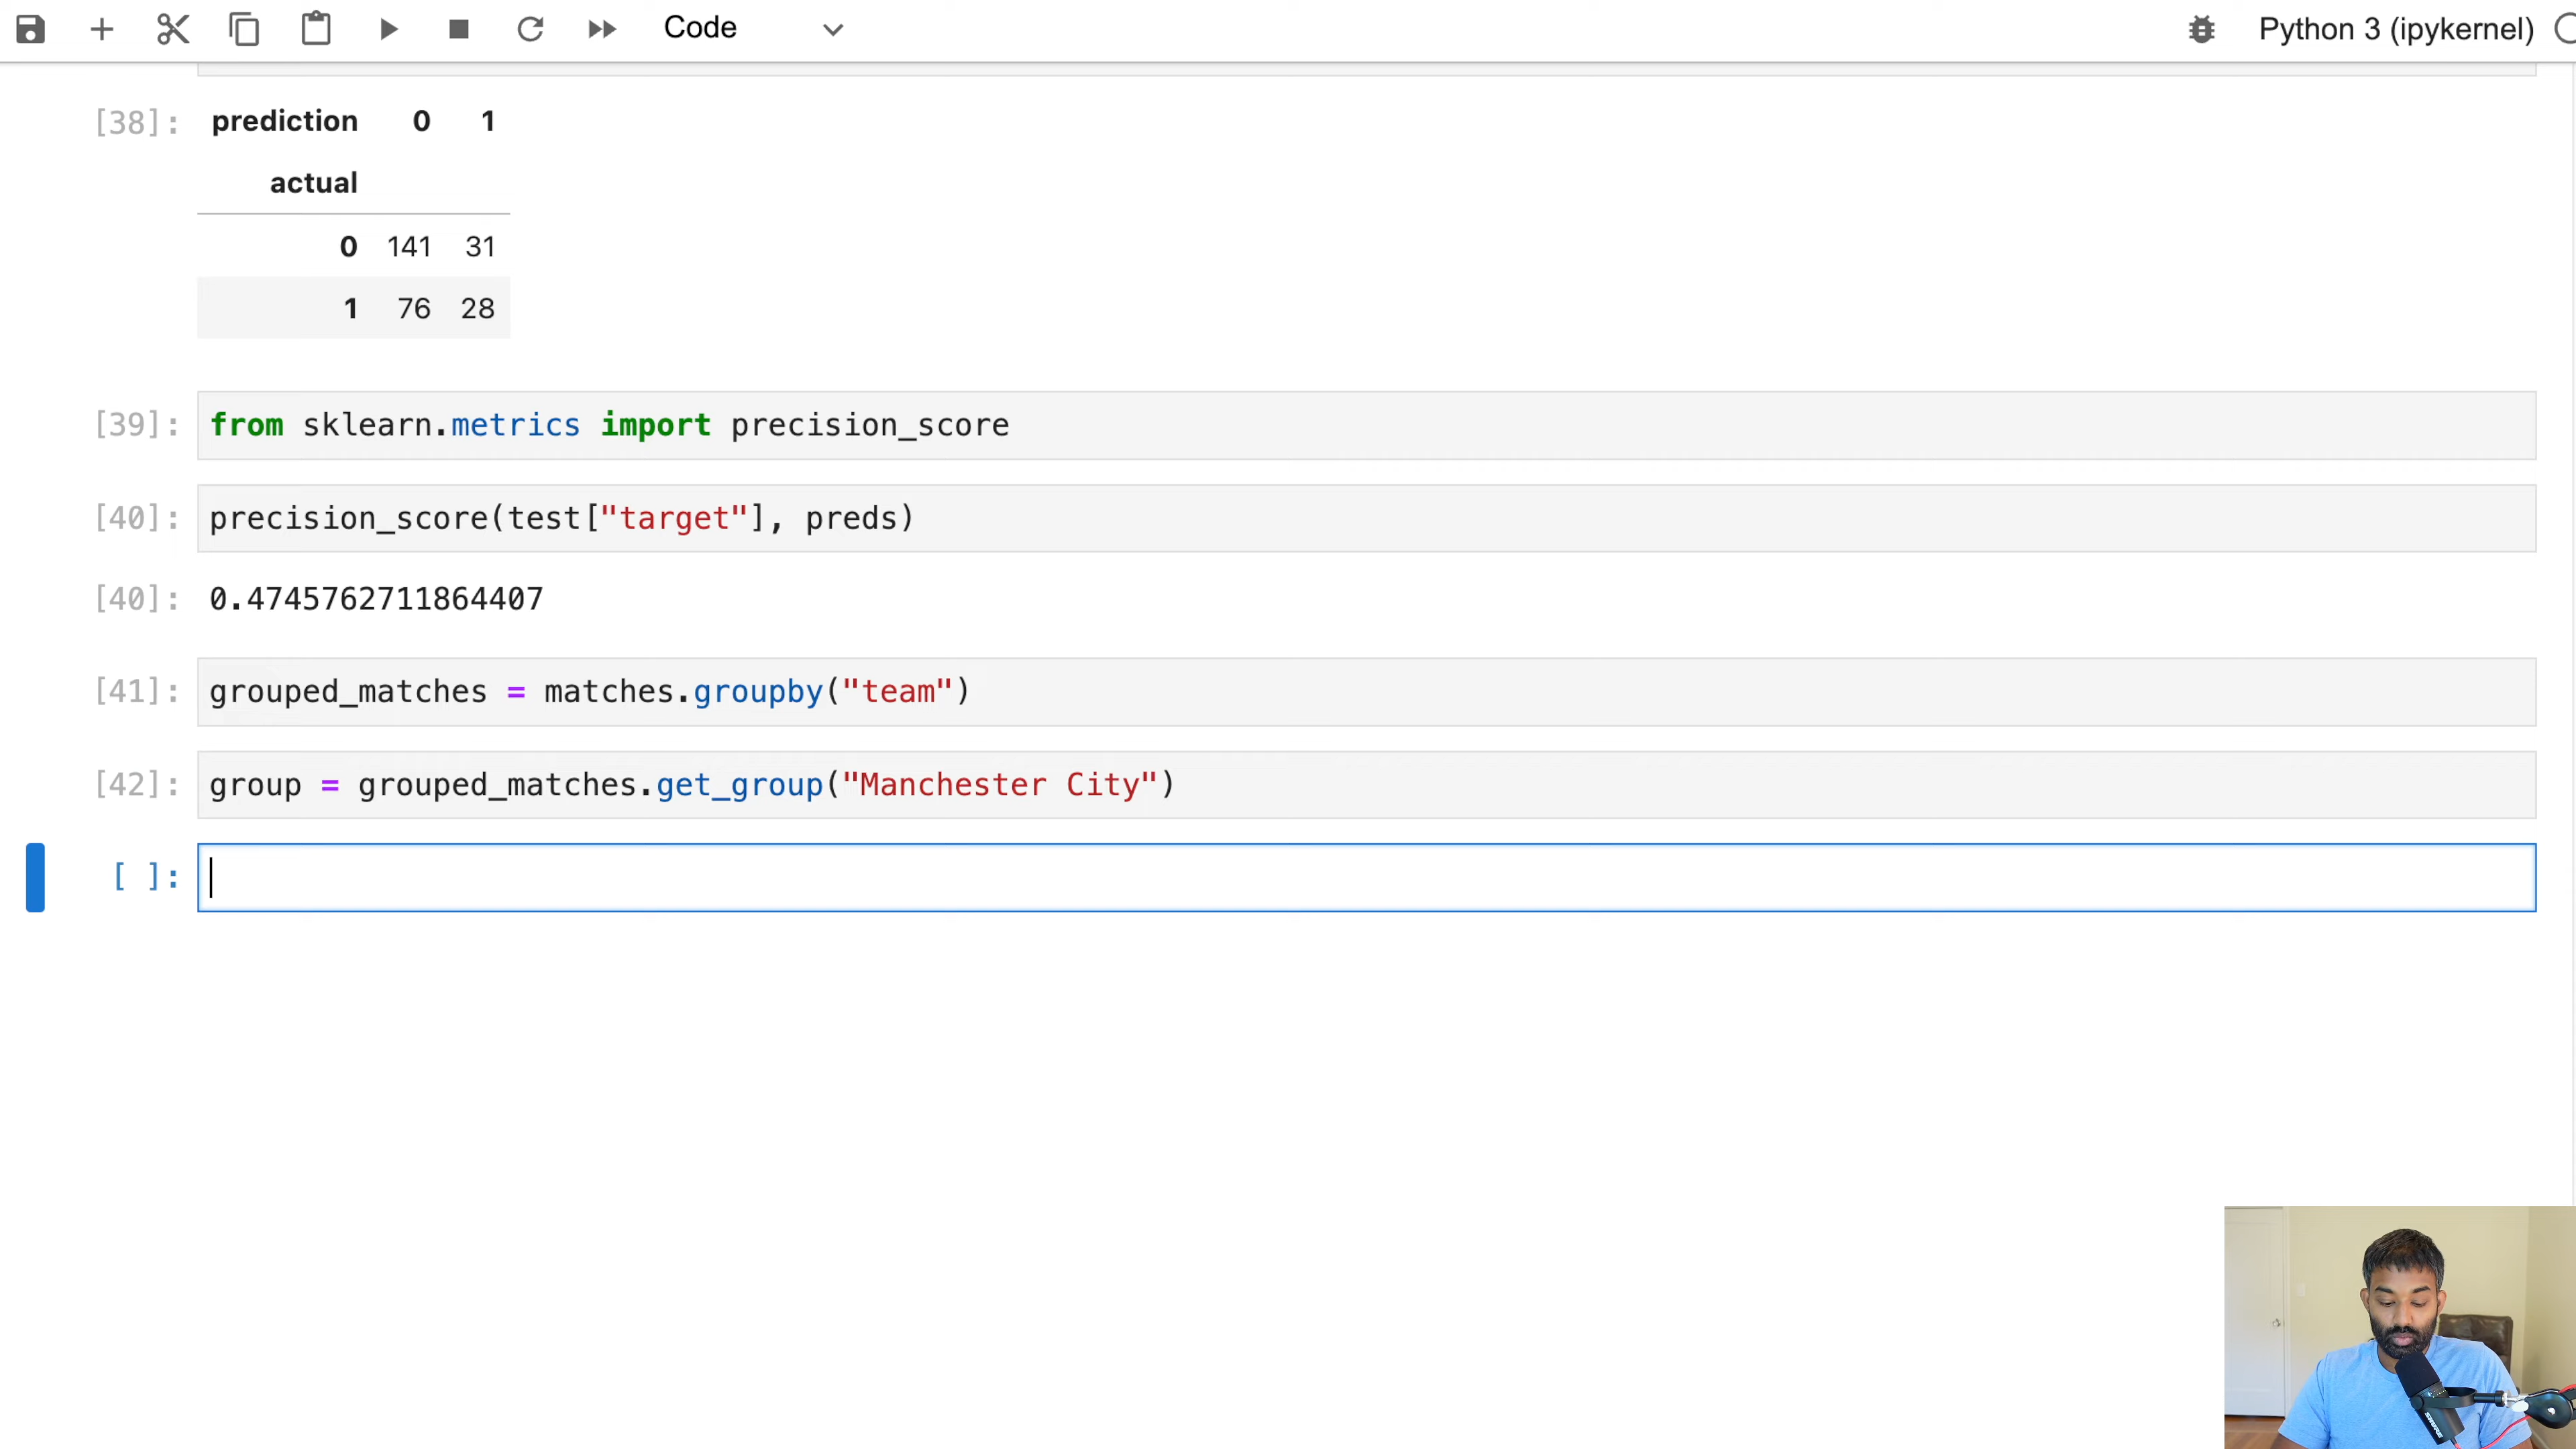 Code
Python 3 (ipykernel)
[38]: prediction 0 1
actual
0 141 31
1 76 28
[39]: from sklearn.metrics import precision_score
[40]: precision_score(test["target"], preds)
[40]: 0.4745762711864407
[41]: grouped_matches = matches.groupby("team")
[42]: group = grouped_matches.get_group("Manchester City")
[ ]: